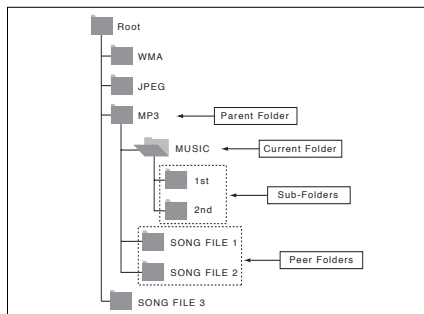 Root
WMA
JPEG
MP3
Parent Folder
MUSIC
Current Folder
1st
Sub-Folders
2nd
SONG FILE 1
Peer Folders
SONG FILE 2
SONG FILE 3